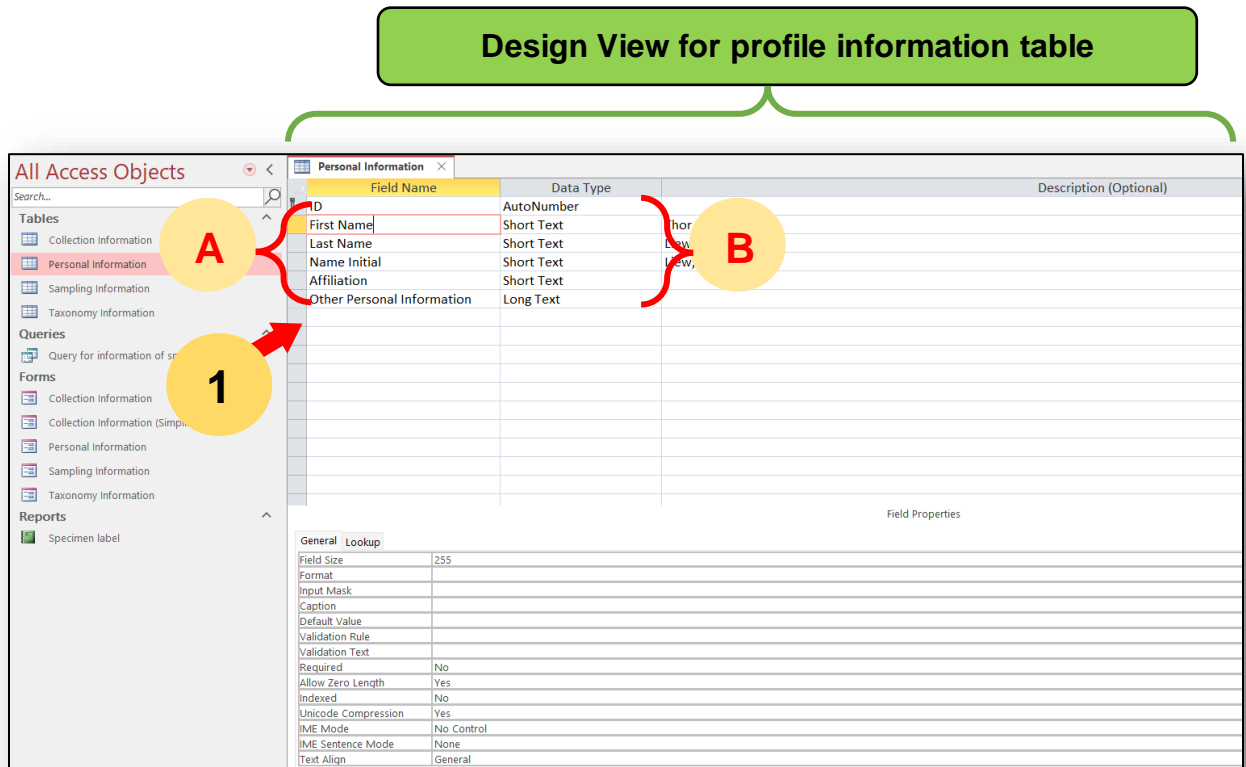 Design View for profile information table
All Access Objects
Search...
Tables
Collection Information
Personal Information
Sampling Information
Taxonomy Information
Queries
Query for information of
Forms
Collection Information
Collection Information
Personal Information
Sampling Information
Taxonomy Information
Reports
Specimen label
A
1
B
Personal Information
Field Name Data Type Description (Optional)
ID AutoNumber
First Name Short Text Thor
Last Name Short Text Liew
Name Initial Short Text Liew,
Affiliation Short Text
Other Personal Information Long Text
Field Properties
General Lookup
Field Size 255
Format
Input Mask
Caption
Default Value
Validation Rule
Validation Text
Required No
Allow Zero Length Yes
Indexed No
Unicode Compression Yes
IME Mode No Control
IME Sentence Mode None
Text Align General